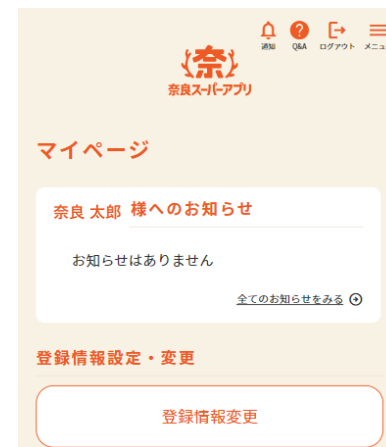 通知 Q&A ログアウト メニュ
奈
奈良スーパーアプリ
マイページ
奈良 太郎 様へのお知らせ
お知らせはありません
全てのお知らせをみる
登録情報設定・変更
登録情報変更